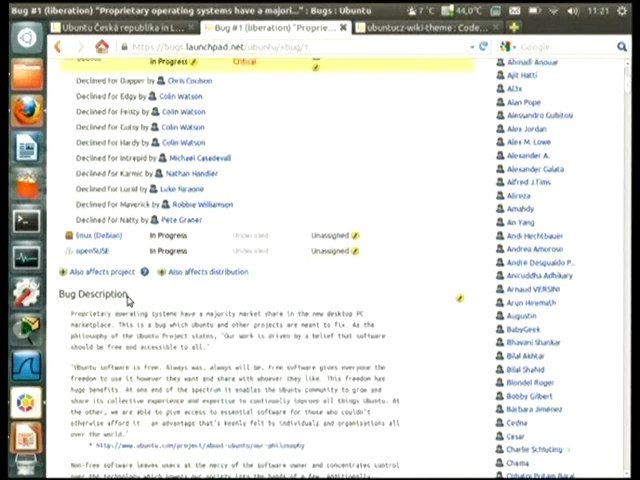 Bug #1 (liberation) "Proprietary operating systems have a majori..." : Bugs : Ubuntu
7 °C
44,0°C
11:21
Ubuntu Česká republika in L...
Bug #1 (liberation) "Proprie...
ubuntucz-wiki-theme : Code...
https://bugs.launchpad.net/ubuntu/+bug/1
Google
In Progress
Critical
Declined for Dapper by Chris Coulson
Declined for Edgy by Colin Watson
Declined for Feisty by Colin Watson
Declined for Gutsy by Colin Watson
Declined for Hardy by Colin Watson
Declined for Intrepid by Michael Casadevall
Declined for Karmic by Nathan Handler
Declined for Lucid by Luke Faraone
Declined for Maverick by Robbie Williamson
Declined for Natty by Pete Graner
linux (Debian) In Progress Undecided Unassigned
openSUSE In Progress Undecided Unassigned
Also affects project Also affects distribution
Bug Description
Proprietary operating systems have a majority market share in the new desktop PC
marketplace. This is a bug which Ubuntu and other projects are meant to fix. As the
philosophy of the Ubuntu Project states, "Our work is driven by a belief that software
should be free and accessible to all."
"Ubuntu software is free. Always was, always will be. Free software gives everyone the
freedom to use it however they want and share with whoever they like. This freedom has
huge benefits. At one end of the spectrum it enables the Ubuntu community to grow and
share its collective experience and expertise to continually improve all things Ubuntu. At
the other, we are able to give access to essential software for those who couldn't
otherwise afford it – an advantage that's keenly felt by individuals and organisations all
over the world."
* http://www.ubuntu.com/project/about-ubuntu/our-philosophy
Non-free software leaves users at the mercy of the software owner and concentrates control
over the technology which powers our society into the hands of a few. Additionally
Ahmadi Anouar
Ajit Hatti
Al3x
Alan Pope
Alessandro Gubitosi
Alex Jordan
Alex M. Lowe
Alexander A.
Alexander Galata
Alfred J.Tims
Alireza
Amahdy
An Yang
Andi Hechtbauer
Andrea Amoroso
André Desgualdo P...
Aniruddha Adhikary
Arnaud VERSINI
Arun Hiremath
Augustin
BabyGeek
Bhavani Shankar
Bilal Akhtar
Bilal Shahid
Blondel Roger
Bobby Gilbert
Bárbara Jiménez
Cedna
Cesar
Charlie Schluting
Chema